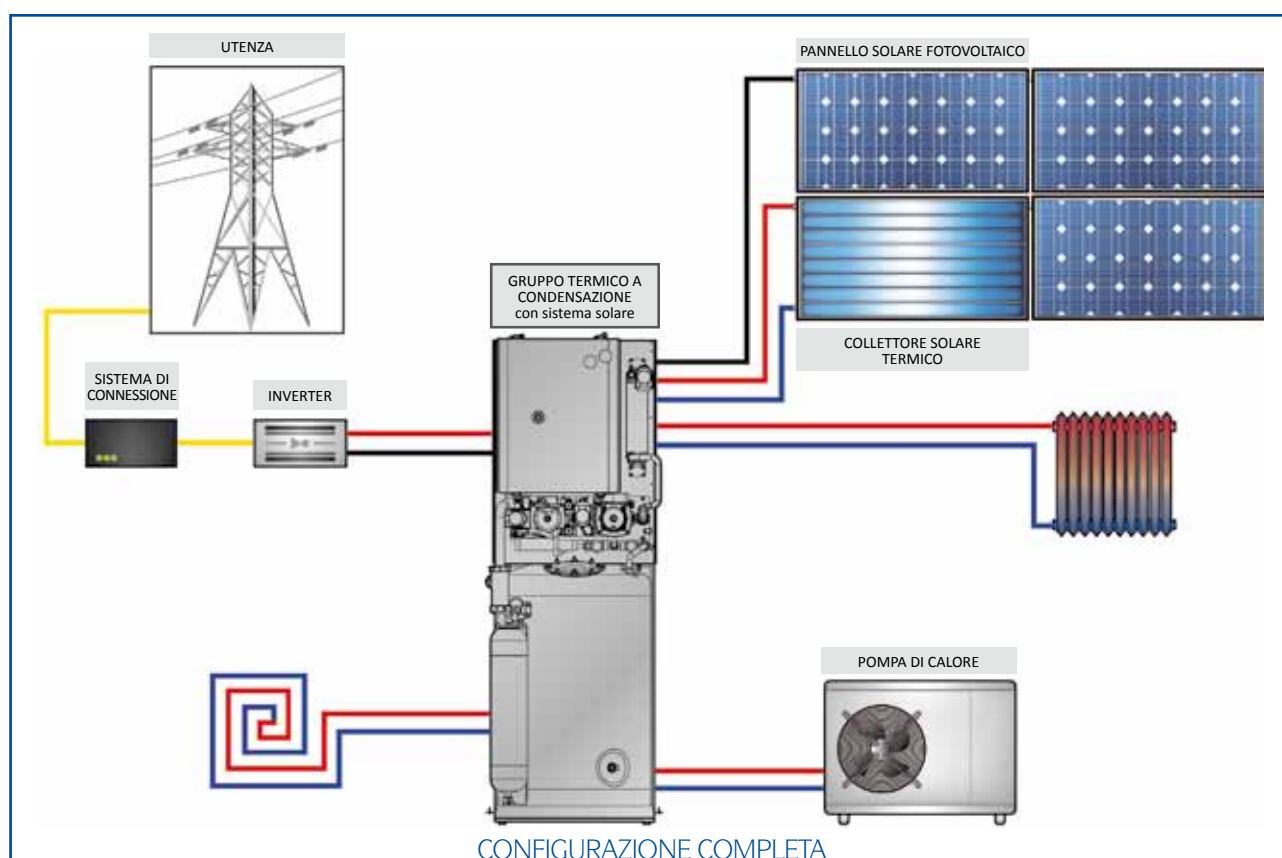 UTENZA
PANNELLO SOLARE FOTOVOLTAICO
GRUPPO TERMICO A
CONDENSAZIONE
con sistema solare
COLLETTORE SOLARE
TERMICO
SISTEMA DI
CONNESSIONE
INVERTER
POMPA DI CALORE
CONFIGURAZIONE COMPLETA